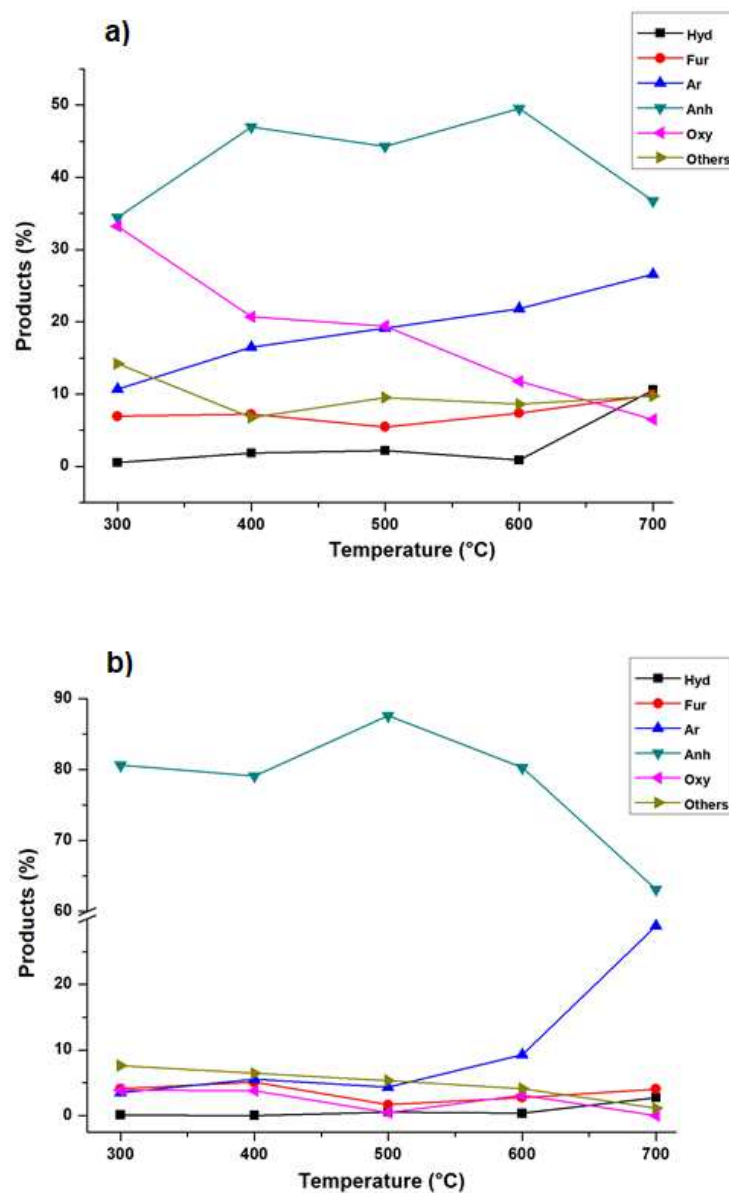 a)
Hyd
Fur
Ar
Anh
Oxy
Others
Products (%)
50
40
30
20
10
0
300 400 500 600 700
Temperature (°C)
b)
Hyd
Fur
Ar
Anh
Oxy
Others
Products (%)
90
80
70
60
20
10
0
300 400 500 600 700
Temperature (°C)